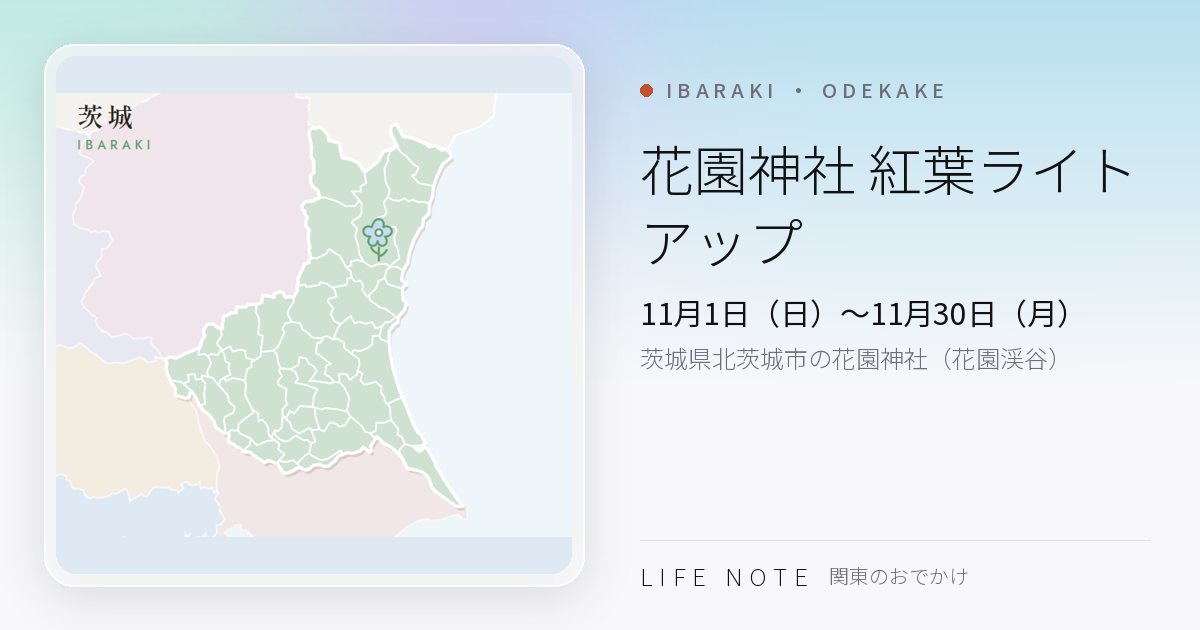 茨城
IBARAKI
IBARAKI・ODEKAKE
花園神社 紅葉ライト
アップ
11月1日（日）〜11月30日（月）
茨城県北茨城市の花園神社（花園渓谷）
LIFE NOTE 関東のおでかけ